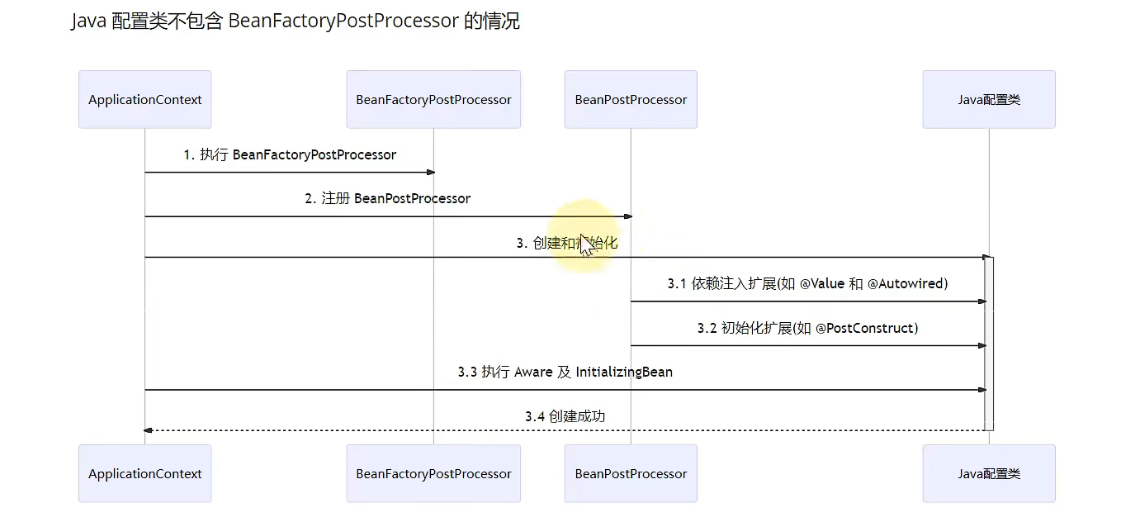 Java 配置类不包含 BeanFactoryPostProcessor 的情况
ApplicationContext
BeanFactoryPostProcessor
BeanPostProcessor
Java配置类
1. 执行 BeanFactoryPostProcessor
2. 注册 BeanPostProcessor
3. 创建和初始化
3.1 依赖注入扩展(如 @Value 和 @Autowired)
3.2 初始化扩展(如 @PostConstruct)
3.3 执行 Aware 及 InitializingBean
3.4 创建成功
ApplicationContext
BeanFactoryPostProcessor
BeanPostProcessor
Java配置类